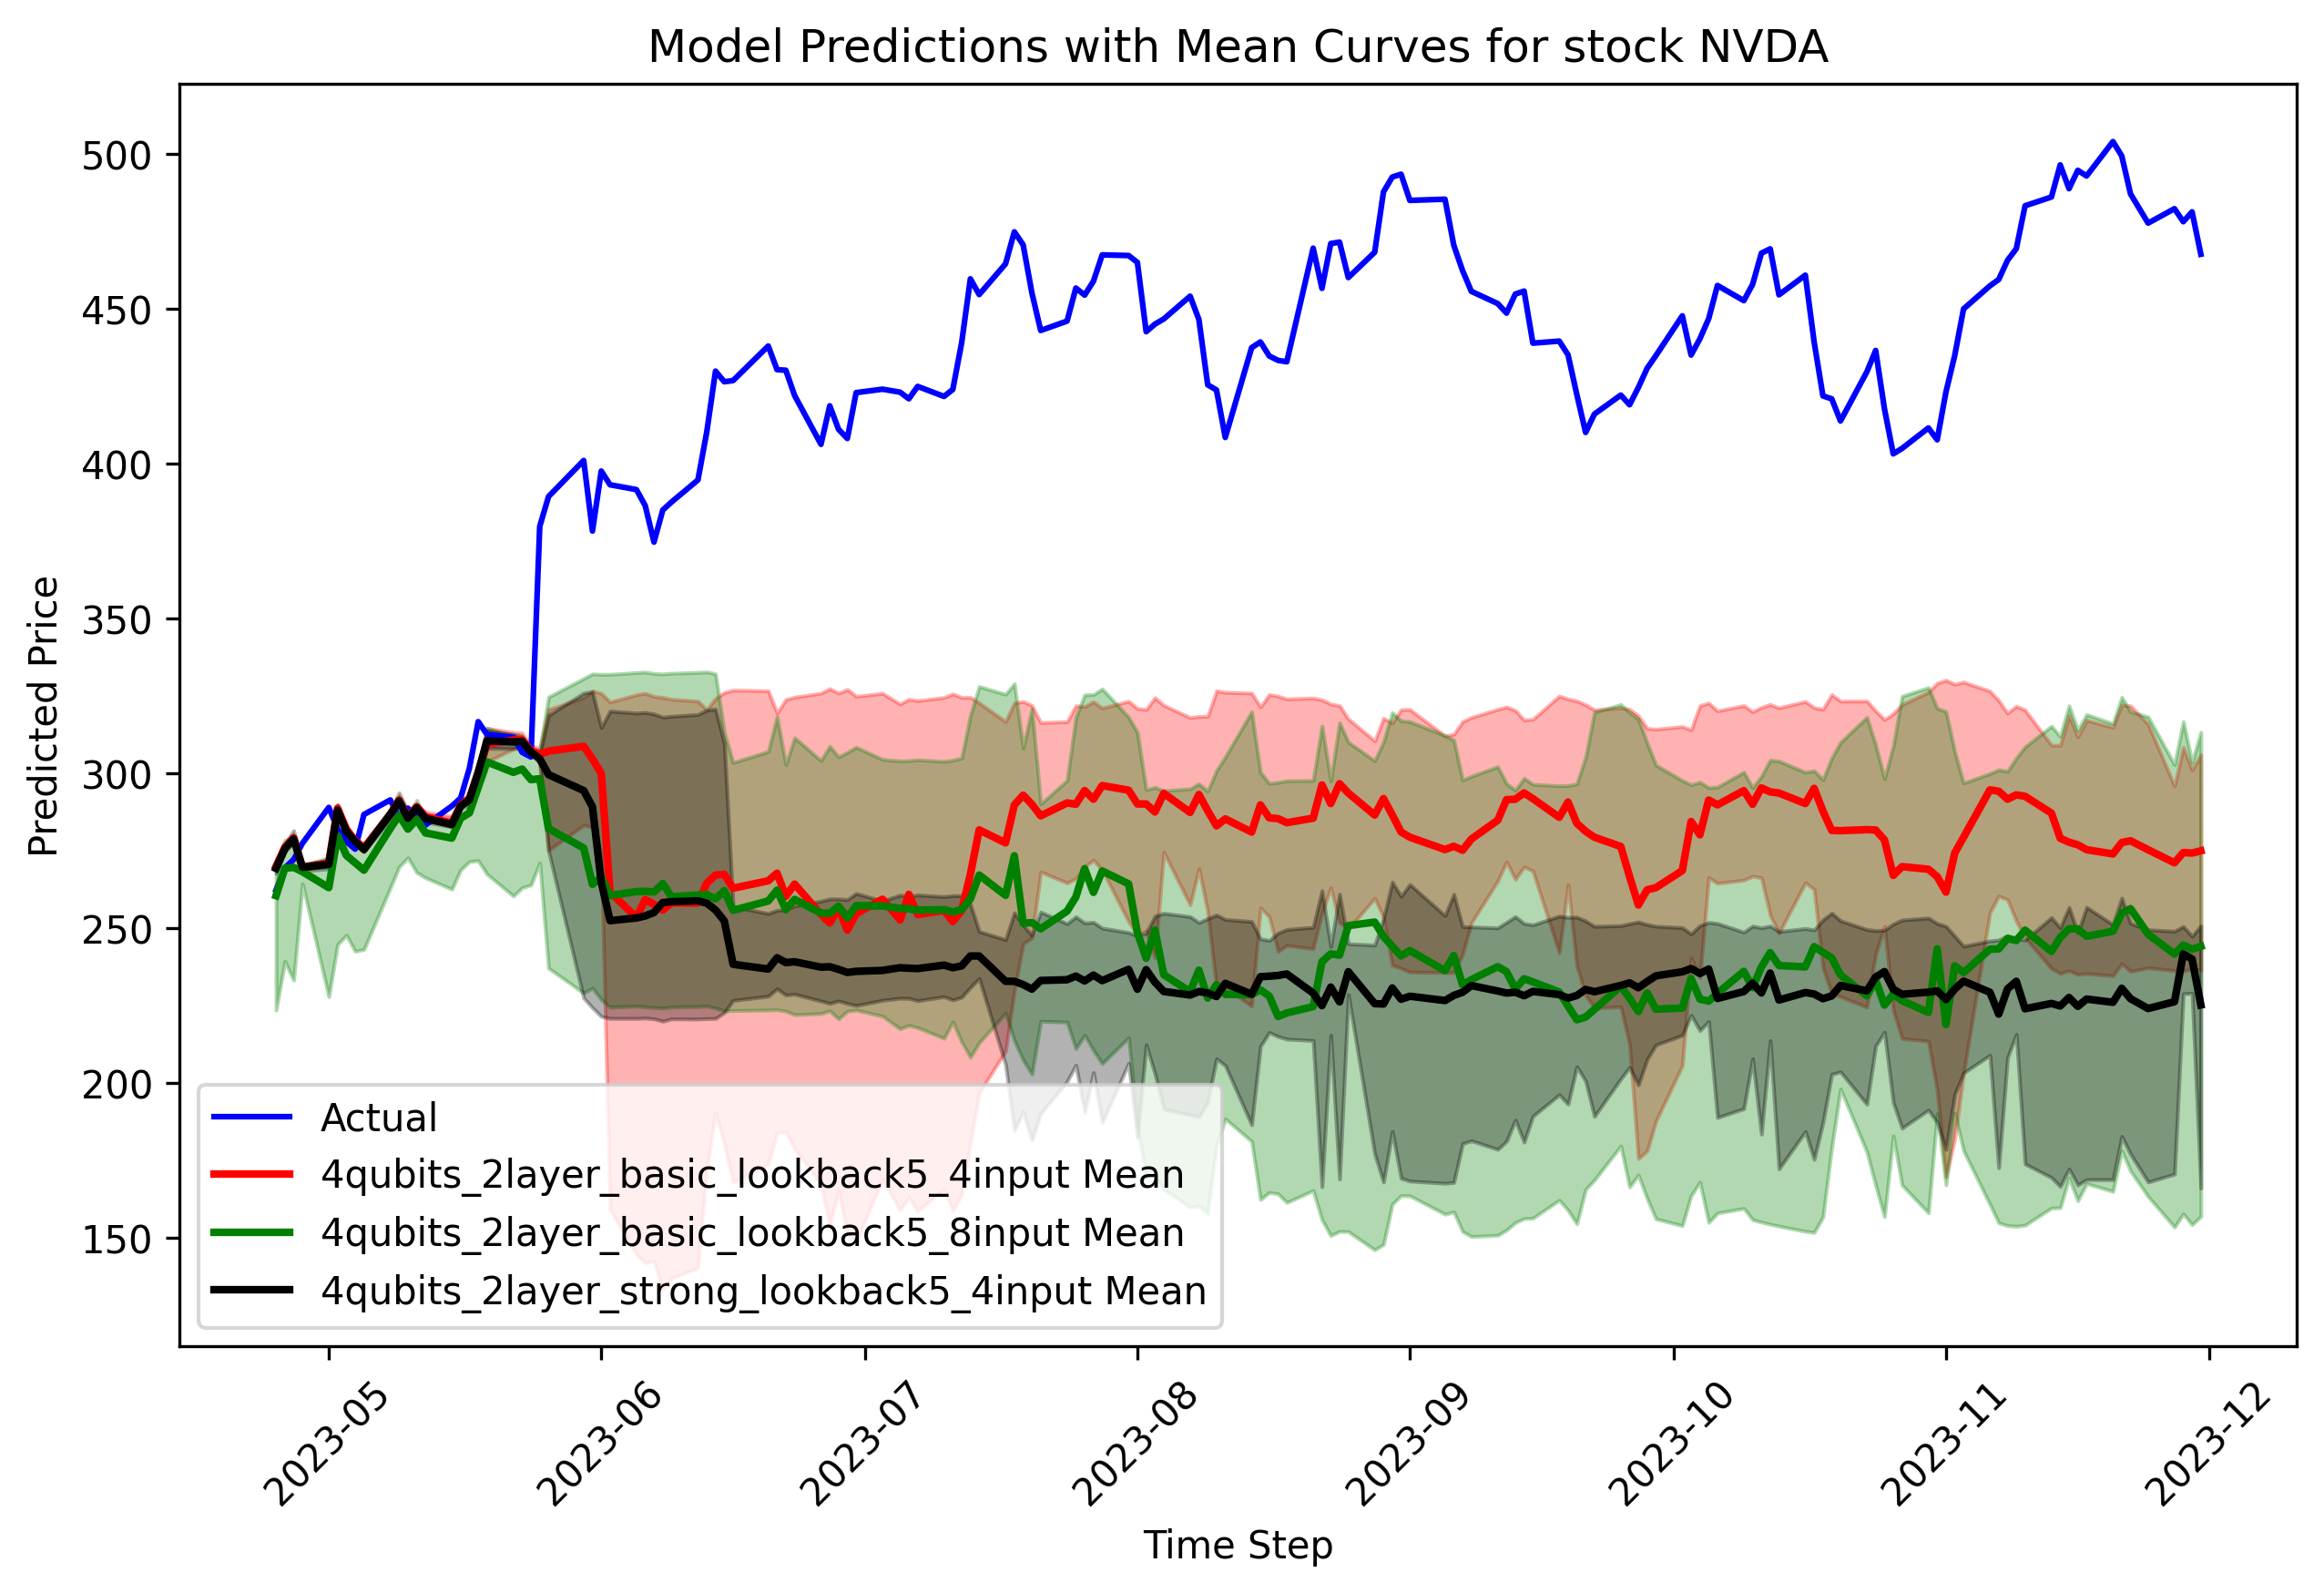 Model Predictions with Mean Curves for stock NVDA
Predicted Price
500
450
400
350
300
250
200
150
Actual
4qubits_2layer_basic_lookback5_4input Mean
4qubits_2layer_basic_lookback5_8input Mean
4qubits_2layer_strong_lookback5_4input Mean
2023-05
2023-06
2023-07
2023-08
2023-09
2023-10
2023-11
2023-12
Time Step